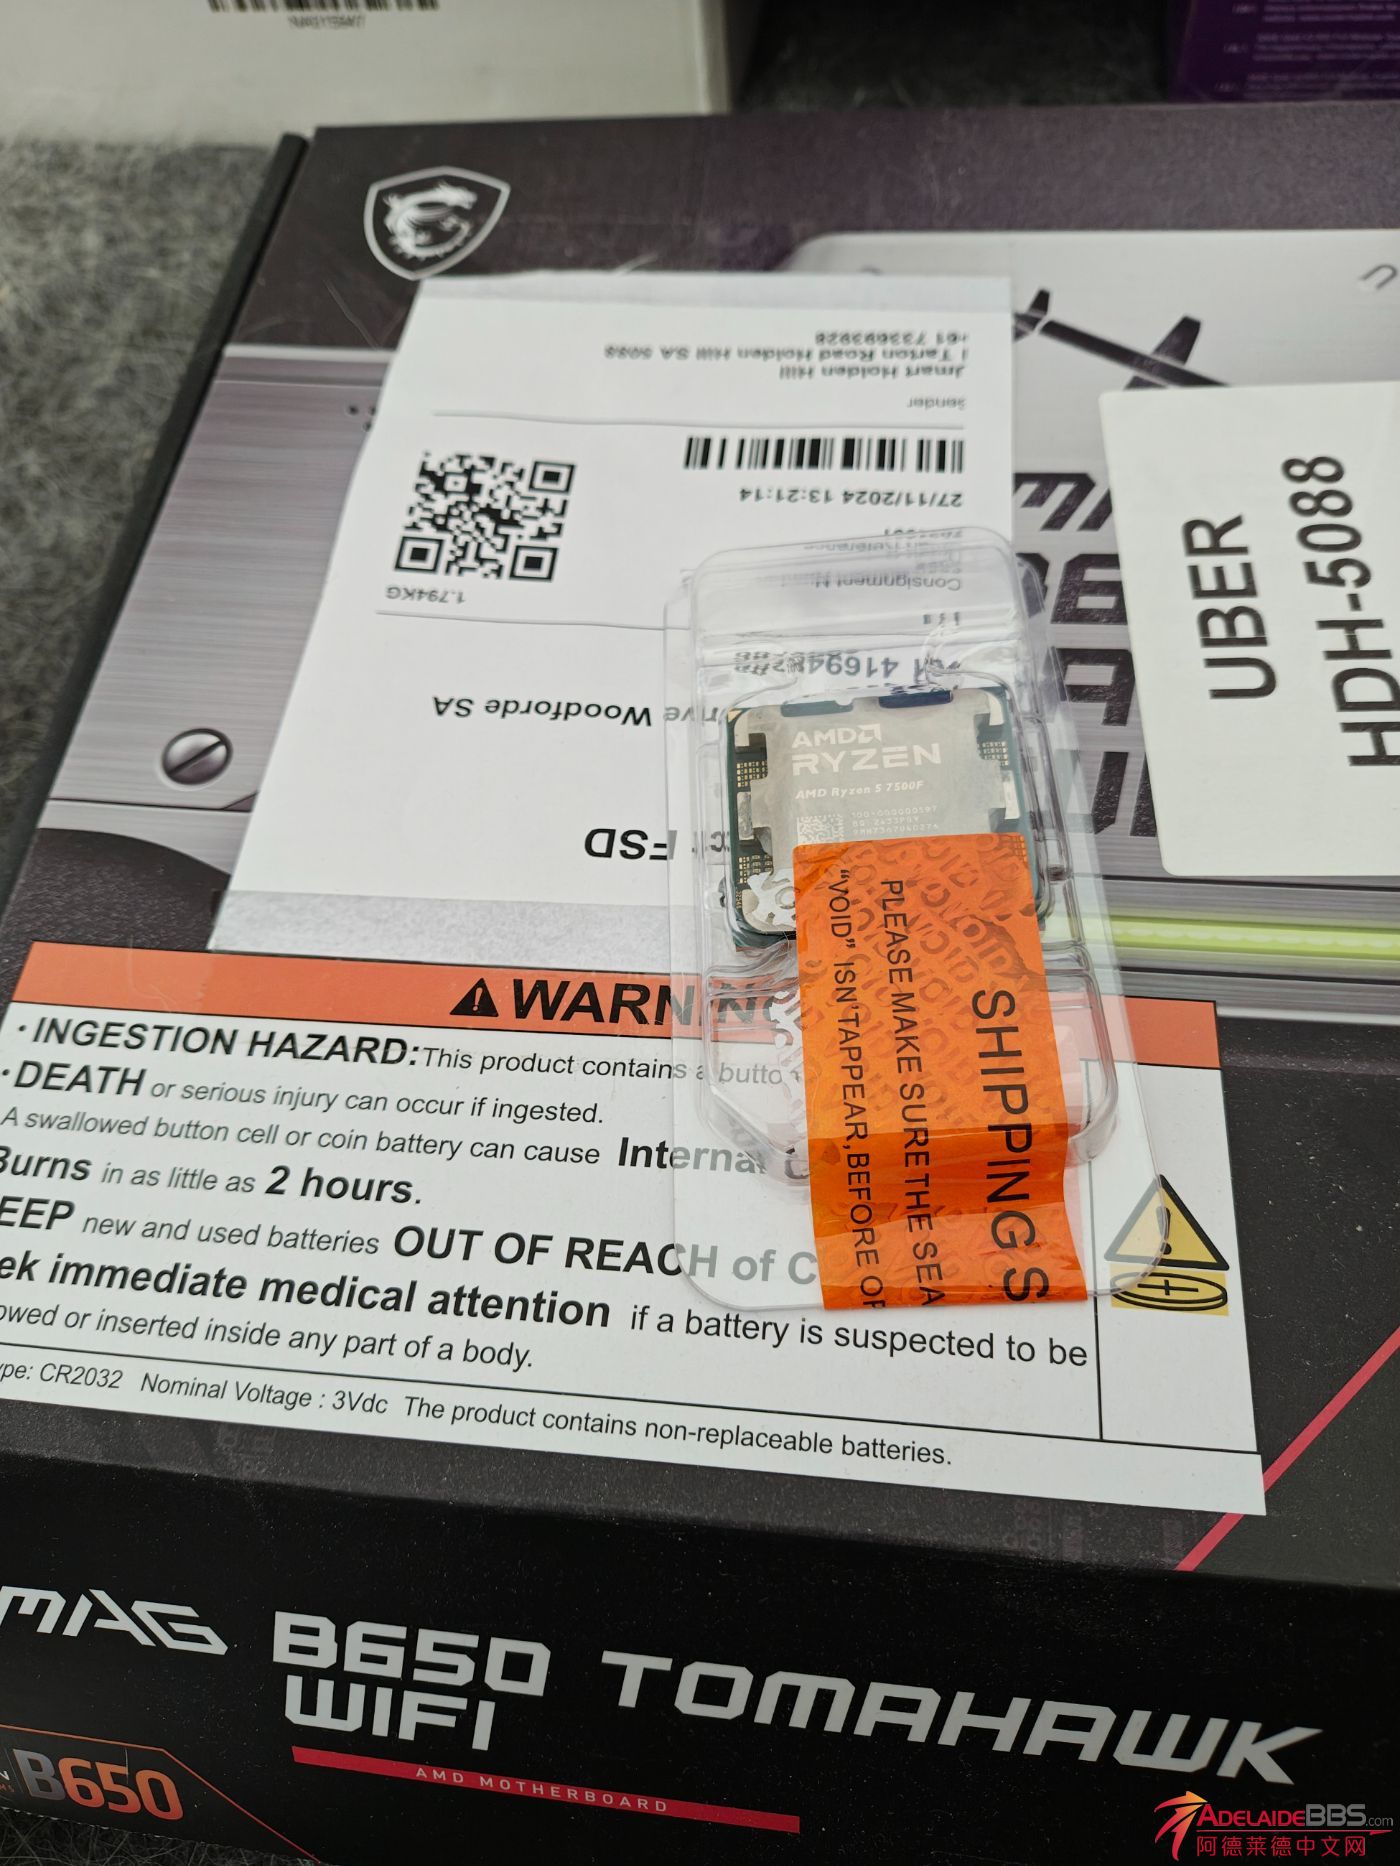 +61 733693928
Tarton Road Holden Hill SA 5088
Jmart Holden Hill
Sender
27/11/2024 13:21:14
Consignment
1.794KG
Woodforde SA
FSD
UBER
HDH-5088
AMD
RYZEN
AMD Ryzen 5 7500F
SHIPPING S
PLEASE MAKE SURE THE SEA
"VOID" ISN'T APPEAR, BEFORE OP
WARNING
· INGESTION HAZARD: This product contains a button
· DEATH or serious injury can occur if ingested.
A swallowed button cell or coin battery can cause Internal
Burns in as little as 2 hours.
EEP new and used batteries OUT OF REACH of C
ek immediate medical attention if a battery is suspected to be
owed or inserted inside any part of a body.
ype: CR2032 Nominal Voltage : 3Vdc The product contains non-replaceable batteries.
MAG B650 TOMAHAWK
WIFI
AMD MOTHERBOARD
B650
ADELAIDEBBS.com
阿德莱德中文网